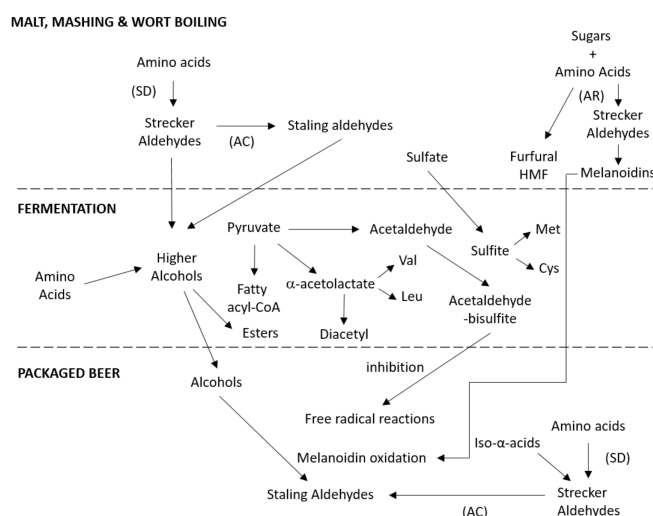 MALT, MASHING & WORT BOILING
Sugars
+
Amino Acids
Amino acids
(SD)
(AR)
Strecker
Aldehydes
(AC)
Staling aldehydes
Strecker
Aldehydes
Sulfate
Furfural
HMF
Melanoidins
FERMENTATION
Pyruvate
Acetaldehyde
Met
Sulfite
Cys
Higher
Alcohols
Val
Amino
Acids
Fatty
acyl-CoA
α-acetolactate
Leu
Acetaldehyde
-bisulfite
Esters
Diacetyl
PACKAGED BEER
inhibition
Alcohols
Free radical reactions
Amino acids
Iso-α-acids
Melanoidin oxidation
(SD)
Staling Aldehydes
(AC)
Strecker
Aldehydes